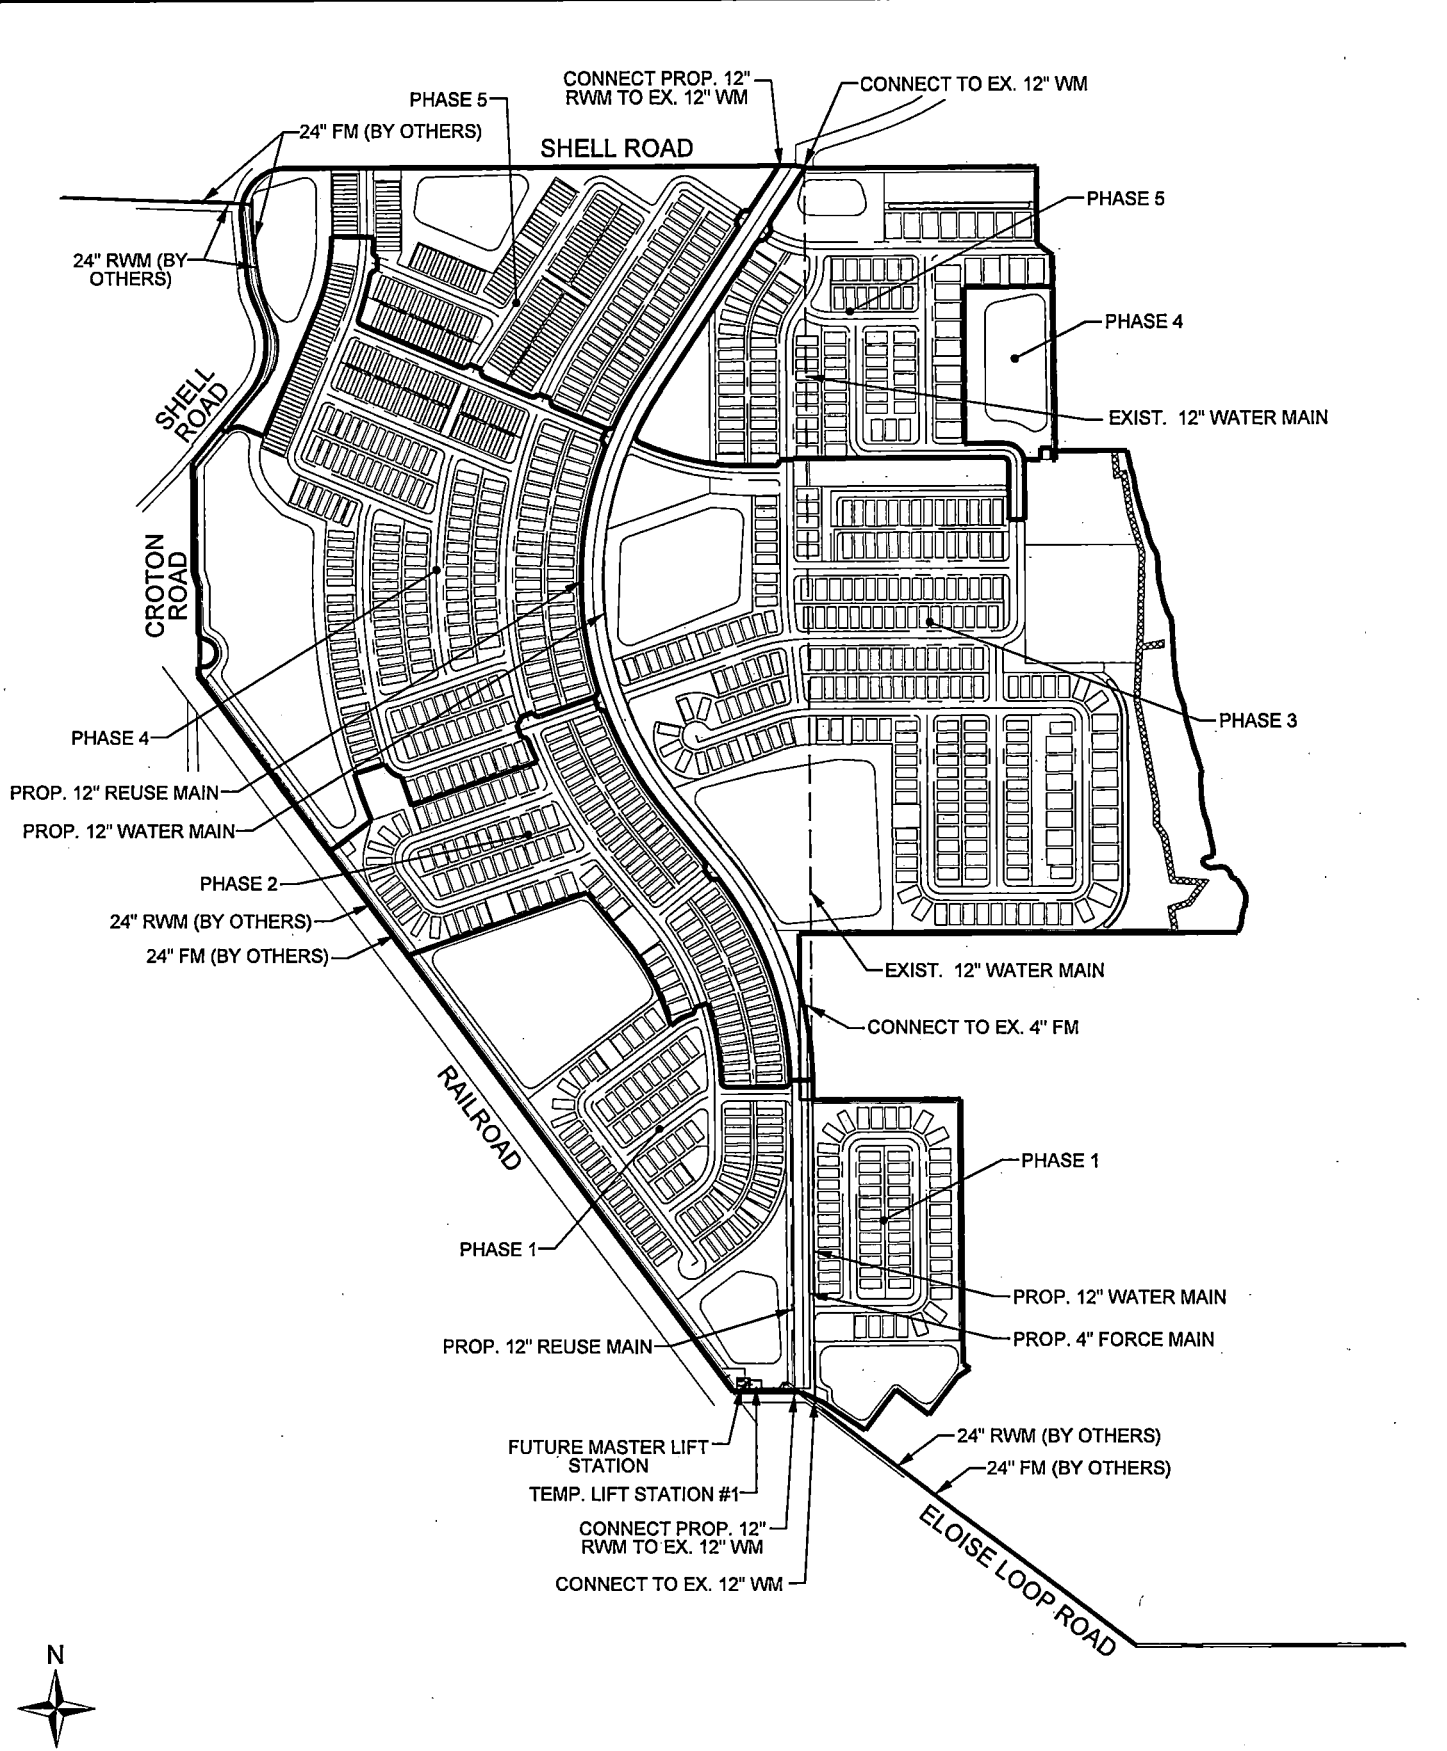 CONNECT PROP. 12"
RWM TO EX. 12" WM
CONNECT TO EX. 12" WM
PHASE 5
24" FM (BY OTHERS)
SHELL ROAD
PHASE 5
24" RWM (BY
OTHERS)
PHASE 4
SHELL
ROAD
EXIST. 12" WATER MAIN
CROTON
ROAD
PHASE 3
PHASE 4
PROP. 12" REUSE MAIN
PROP. 12" WATER MAIN
PHASE 2
24" RWM (BY OTHERS)
24" FM (BY OTHERS)
EXIST. 12" WATER MAIN
CONNECT TO EX. 4" FM
RAILROAD
PHASE 1
PHASE 1
PROP. 12" WATER MAIN
PROP. 4" FORCE MAIN
PROP. 12" REUSE MAIN
24" RWM (BY OTHERS)
24" FM (BY OTHERS)
FUTURE MASTER LIFT
STATION
TEMP. LIFT STATION #1
CONNECT PROP. 12"
RWM TO EX. 12" WM
CONNECT TO EX. 12" WM
ELOISE LOOP ROAD
N